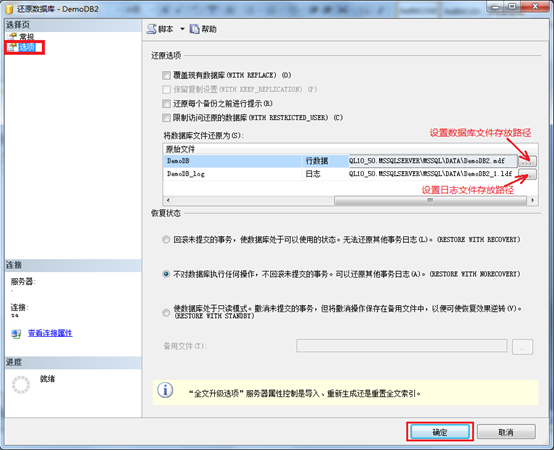 还原数据库 - DemoDB2
选择页
常规
选项
脚本
帮助
还原选项
覆盖现有数据库(WITH REPLACE) (O)
保留复制设置(WITH KEEP_REPLICATION) (P)
还原每个备份之前进行提示(R)
限制访问还原的数据库(WITH RESTRICTED_USER) (C)
将数据库文件还原为(S):
设置数据库文件存放路径
原始文件
DemoDB 行数据 QL10_50.MSSQLSERVER\MSSQL\DATA\DemoDB2.mdf ...
DemoDB_log 日志 QL10_50.MSSQLSERVER\MSSQL\DATA\DemoDB2_1.ldf ...
设置日志文件存放路径
恢复状态
回滚未提交的事务，使数据库处于可以使用的状态。无法还原其他事务日志(L)。(RESTORE WITH RECOVERY)
不对数据库执行任何操作，不回滚未提交的事务。可以还原其他事务日志(A)。(RESTORE WITH NORECOVERY)
使数据库处于只读模式。撤消未提交的事务，但将撤消操作保存在备用文件中，以便可使恢复效果逆转(V)。
(RESTORE WITH STANDBY)
备用文件(T):
...
连接
服务器:
.
连接:
sa
查看连接属性
进度
就绪
“全文升级选项”服务器属性控制是导入、重新生成还是重置全文索引。
确定
取消